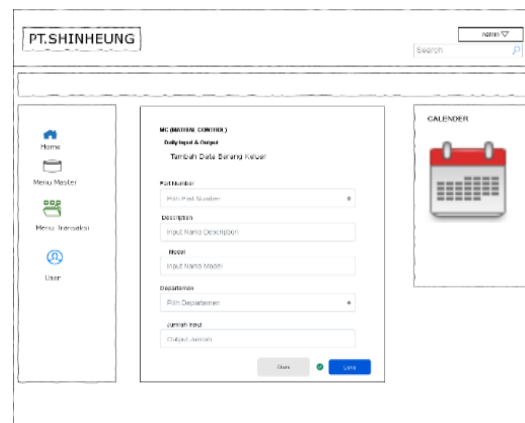 PT.SHINHEUNG
Admin
Search
Home
Menu Master
Menu Transaksi
User
MC (MATRIAL CONTROL)
Daily Input & Output
Tambah Data Barang Keluar
Part Number
Pilih Part Number
Description
Input Nama Description
Model
Input Nama Model
Departemen
Pilih Departemen
Jumlah Input
Output Jumlah
CALENDER